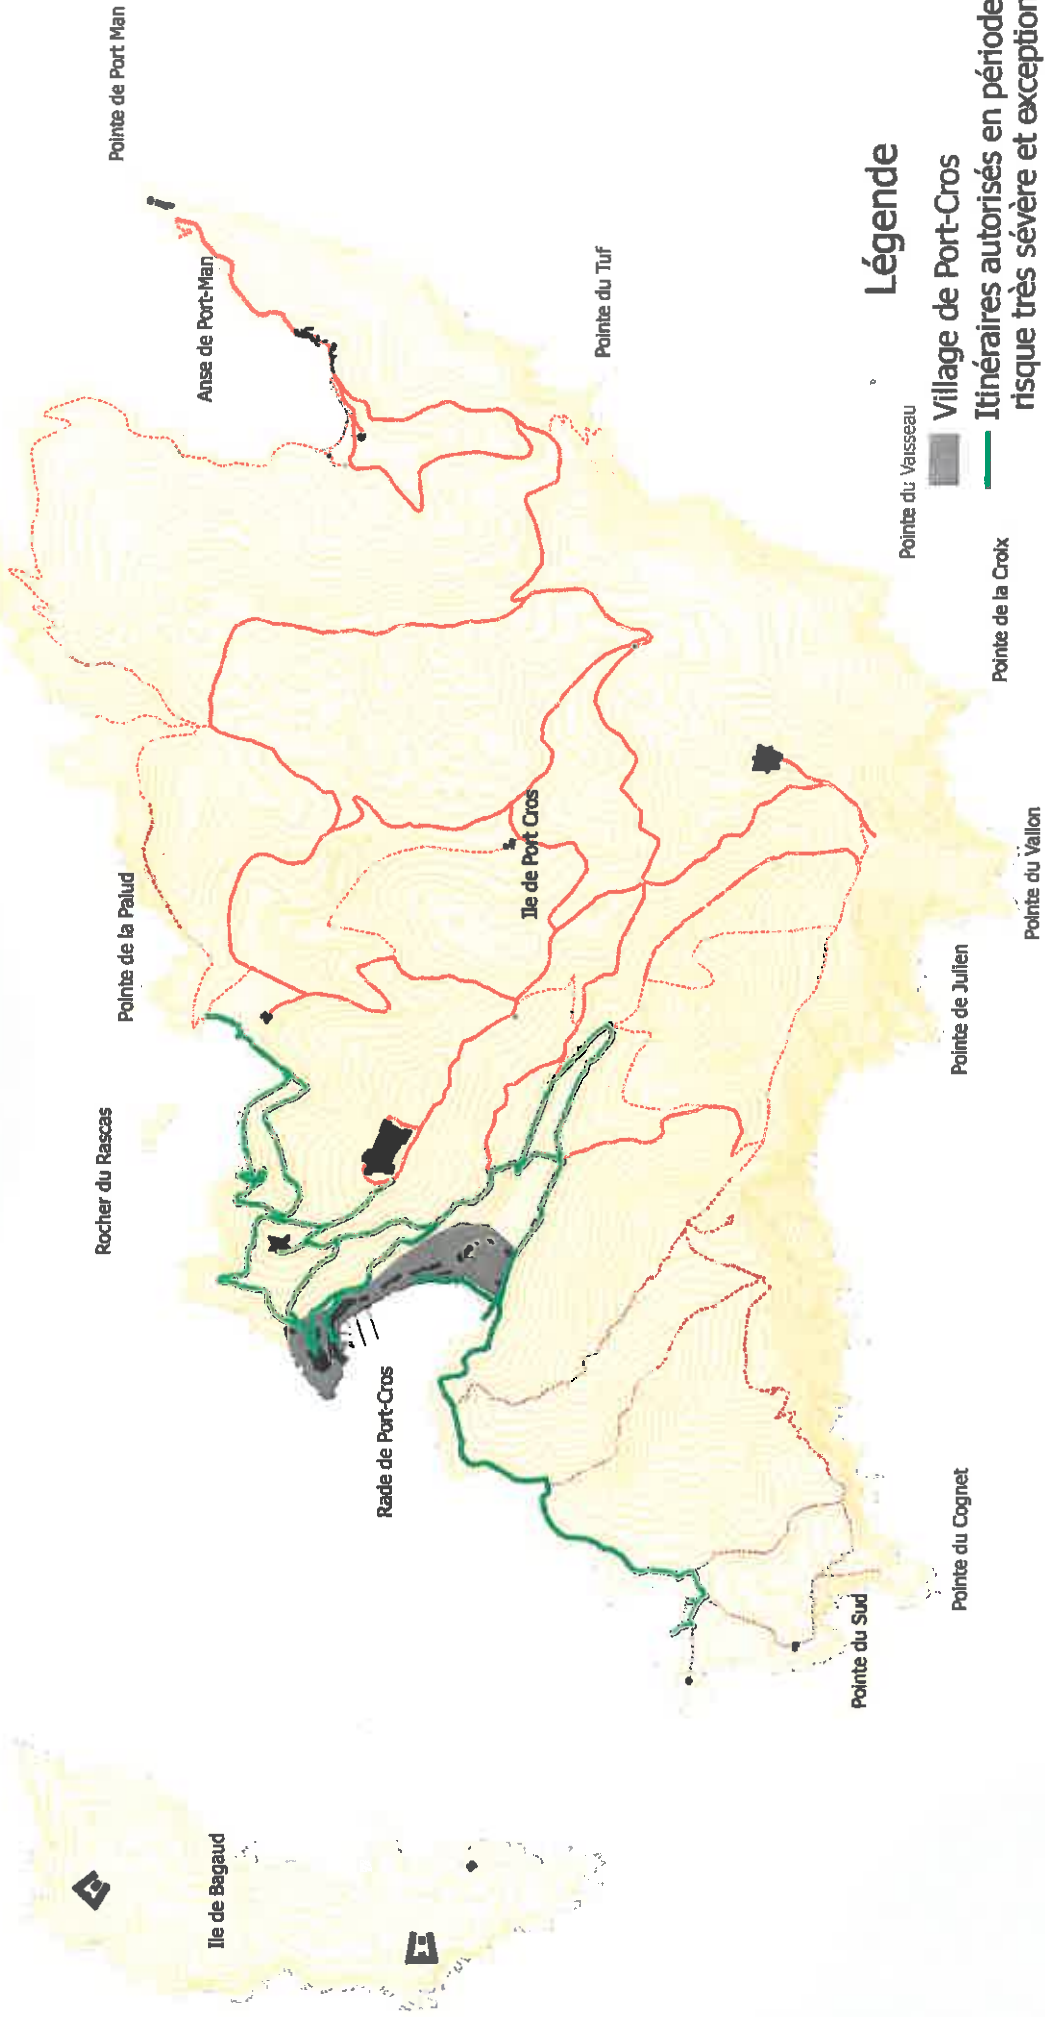 Pointe de Port Man
Anse de Port-Man
Pointe du Tuf
Pointe de la Palud
Rocher du Rascas
Ile de Port Cros
Rade de Port-Cros
Ile de Bagaud
Pointe du Vaisseau
Pointe de la Croix
Pointe du Vallon
Pointe de Julien
Pointe du Cognet
Pointe du Sud
Légende
Village de Port-Cros
Itinéraires autorisés en période
risque très sévère et exception